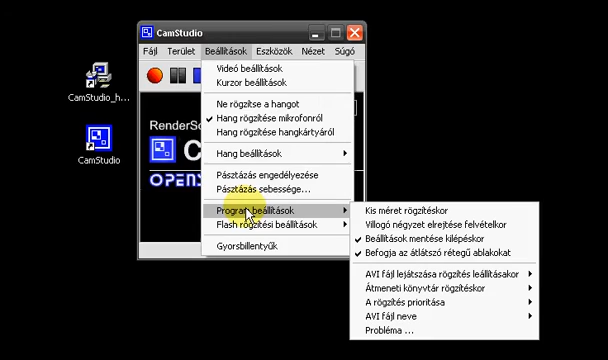 CamStudio
Fájl Terület Beállítások Eszközök Nézet Súgó
Videó beállítások
Kurzor beállítások
Ne rögzítse a hangot
Hang rögzítése mikrofonról
Hang rögzítése hangkártyáról
Hang beállítások
Pásztázás engedélyezése
Pásztázás sebessége...
Program beállítások
Flash rögzítési beállítások
Gyorsbillentyűk
Kis méret rögzítéskor
Villogó négyzet elrejtése felvételkor
Beállítások mentése kilépéskor
Befogja az átlátszó rétegű ablakokat
AVI fájl lejátszása rögzítés leállításakor
Átmeneti könyvtár rögzítéskor
A rögzítés prioritása
AVI fájl neve
Probléma ...
CamStudio_h...
CamStudio
RenderS
C
OPENS